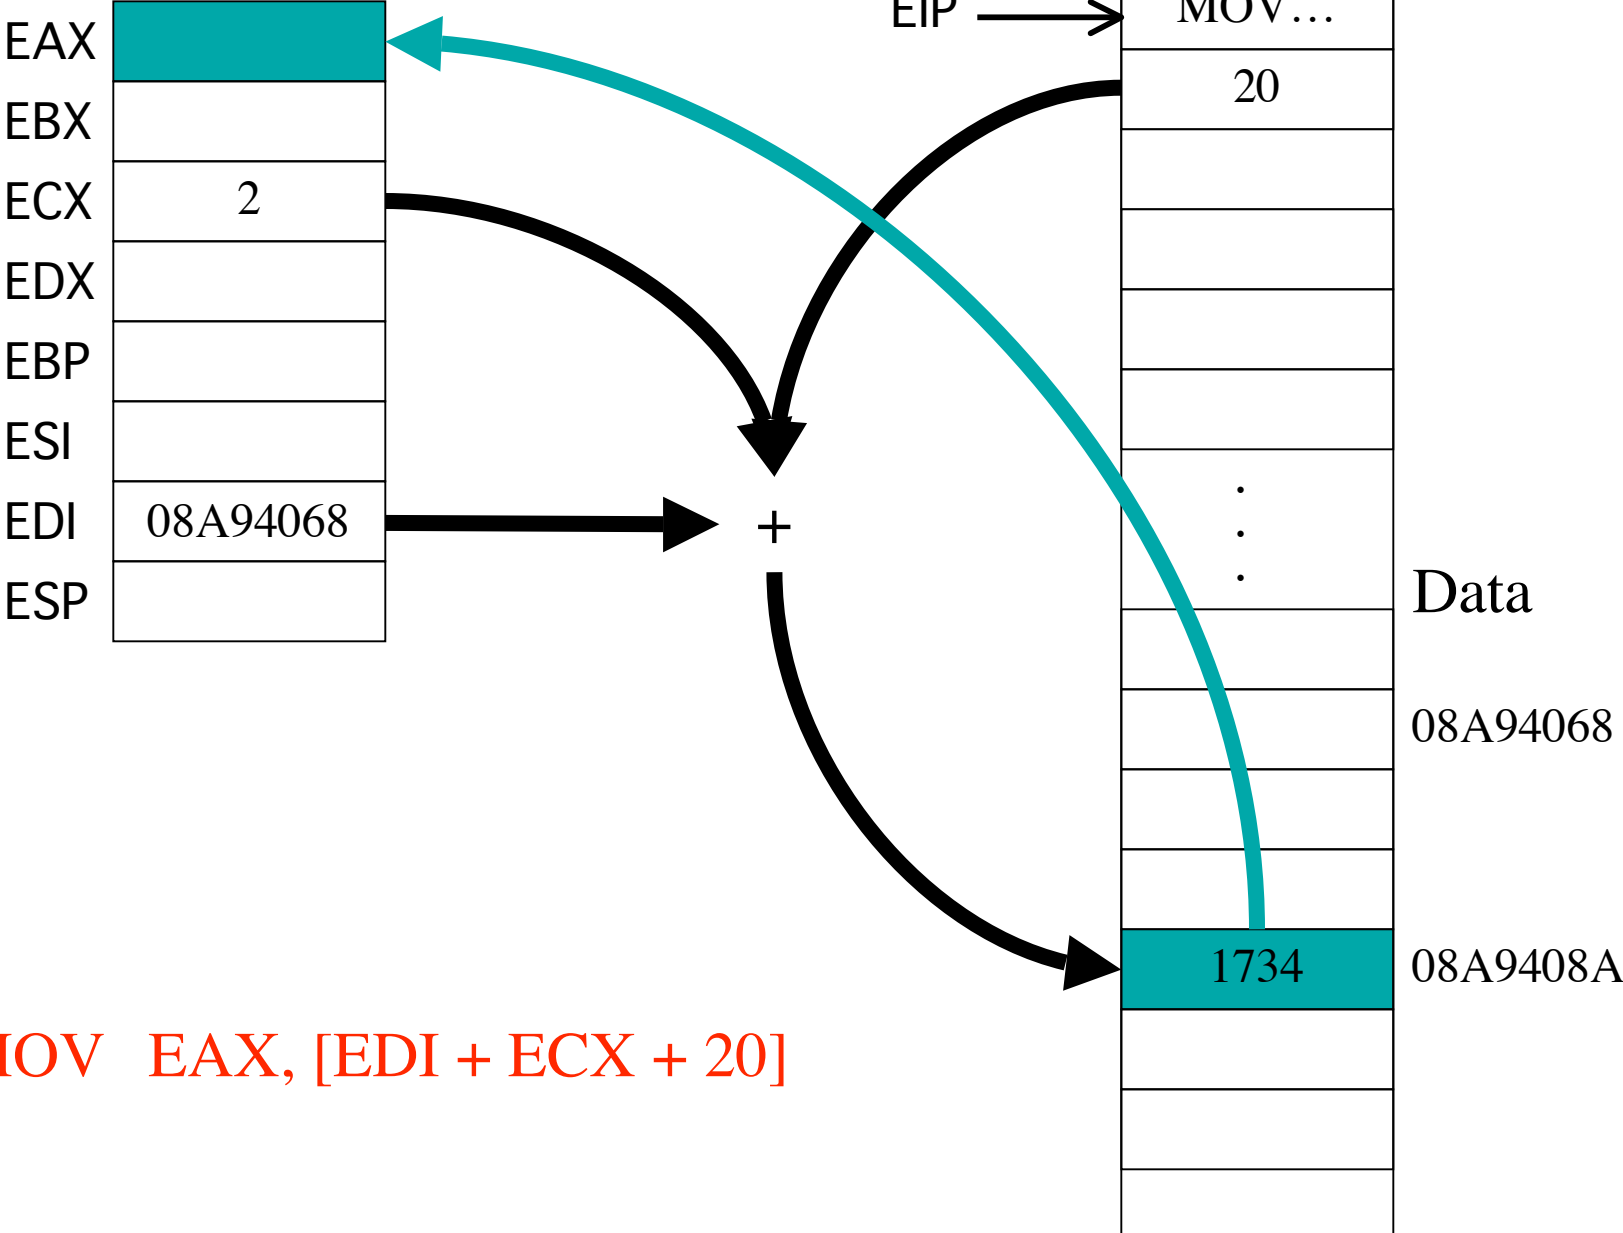 EAX
EBX
ECX 2
EDX
EBP
ESI
EDI 08A94068
ESP
+
EIP MOV…
20
.
.
.
Data
08A94068
1734 08A9408A
MOV EAX, [EDI + ECX + 20]